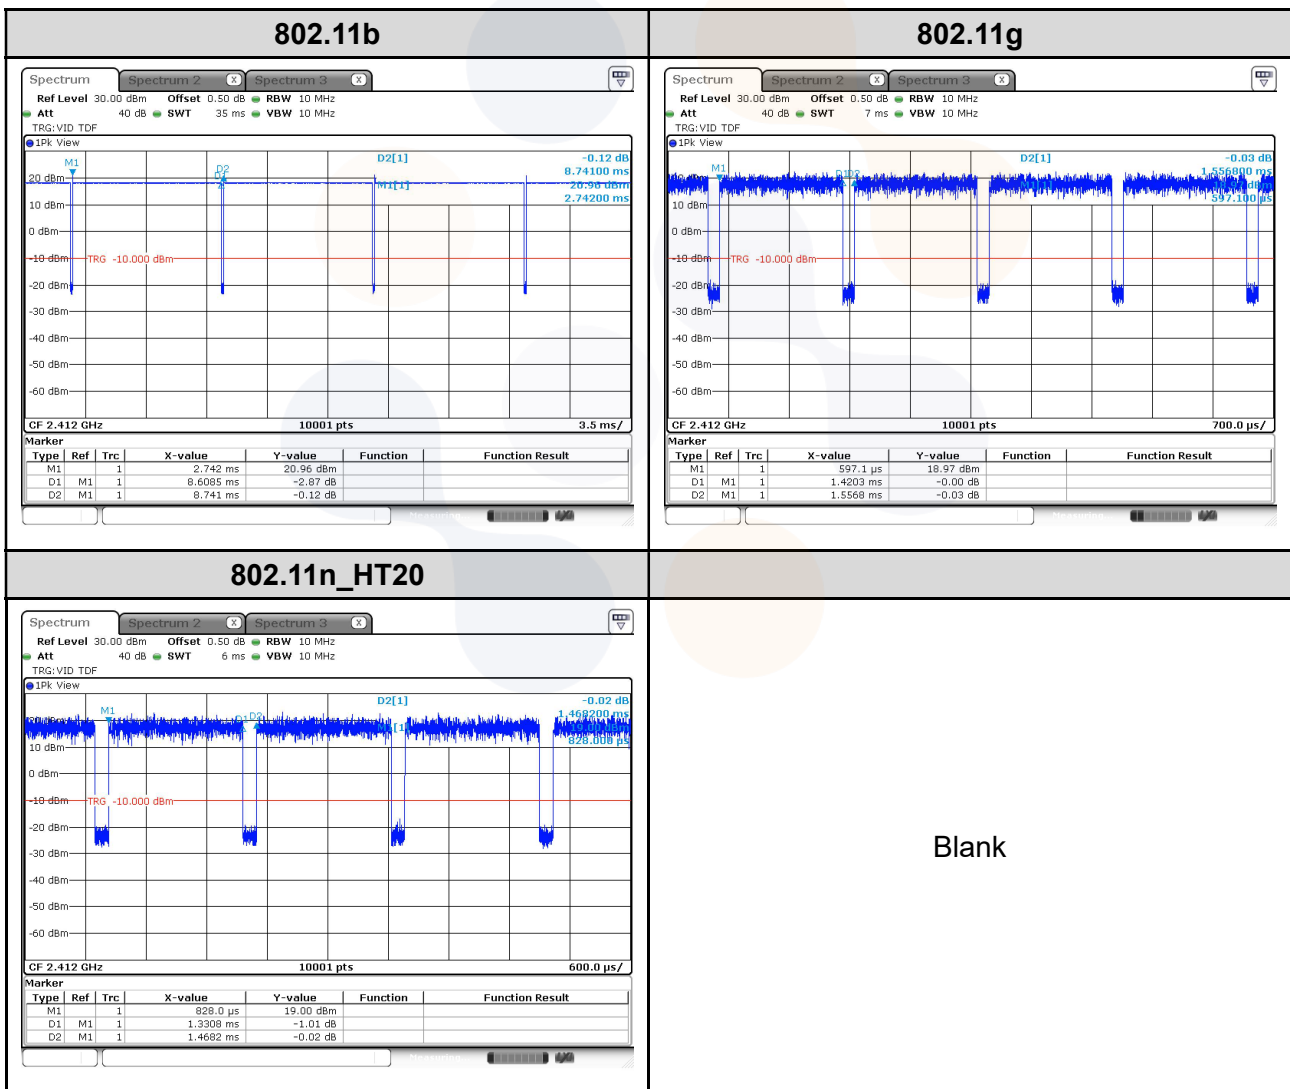 802.11b
802.11g
Spectrum Spectrum 2 X Spectrum 3 X
Ref Level 30.00 dBm Offset 0.50 dB RBW 10 MHz
Att 40 dB SWT 35 ms VBW 10 MHz
TRG:VID TDF
1Pk View
D2[1] -0.12 dB
8.74100 ms
M1[1] 20.96 dBm
2.74200 ms
M1
D2
D1
20 dBm
10 dBm
0 dBm
-10 dBm
TRG -10.000 dBm
-20 dBm
-30 dBm
-40 dBm
-50 dBm
-60 dBm
CF 2.412 GHz 10001 pts 3.5 ms/
Marker
Type Ref Trc X-value Y-value Function Function Result
M1 1 2.742 ms 20.96 dBm
D1 M1 1 8.6085 ms -2.87 dB
D2 M1 1 8.741 ms -0.12 dB
Measuring
Spectrum Spectrum 2 X Spectrum 3 X
Ref Level 30.00 dBm Offset 0.50 dB RBW 10 MHz
Att 40 dB SWT 7 ms VBW 10 MHz
TRG:VID TDF
1Pk View
D2[1] -0.03 dB
1.556800 ms
597.100 µs
M1
D1 D2
10 dBm
0 dBm
-10 dBm
TRG -10.000 dBm
-20 dBm
-30 dBm
-40 dBm
-50 dBm
-60 dBm
CF 2.412 GHz 10001 pts 700.0 µs/
Marker
Type Ref Trc X-value Y-value Function Function Result
M1 1 597.1 µs 18.97 dBm
D1 M1 1 1.4203 ms -0.00 dB
D2 M1 1 1.5568 ms -0.03 dB
Measuring
802.11n_HT20
Spectrum Spectrum 2 X Spectrum 3 X
Ref Level 30.00 dBm Offset 0.50 dB RBW 10 MHz
Att 40 dB SWT 6 ms VBW 10 MHz
TRG:VID TDF
1Pk View
D2[1] -0.02 dB
1.468200 ms
828.000 µs
M1
D1 D2
10 dBm
0 dBm
-10 dBm
TRG -10.000 dBm
-20 dBm
-30 dBm
-40 dBm
-50 dBm
-60 dBm
CF 2.412 GHz 10001 pts 600.0 µs/
Marker
Type Ref Trc X-value Y-value Function Function Result
M1 1 828.0 µs 19.00 dBm
D1 M1 1 1.3308 ms -1.01 dB
D2 M1 1 1.4682 ms -0.02 dB
Measuring
Blank